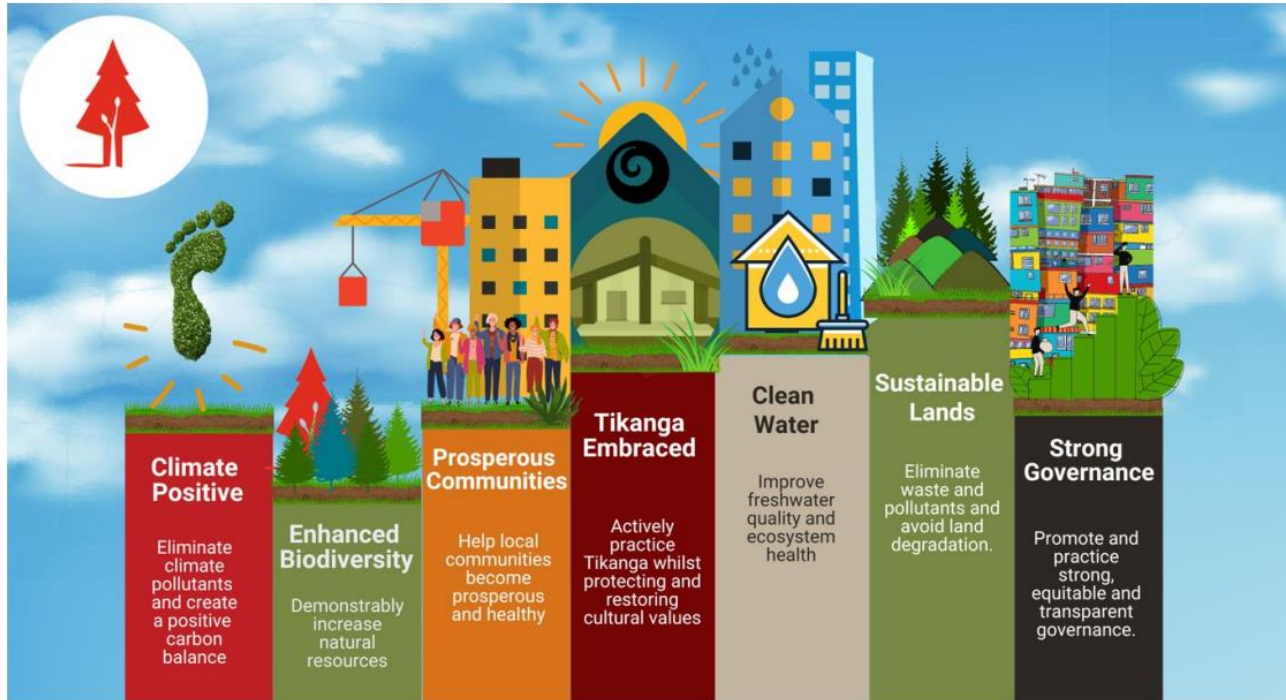 Climate
Positive
Eliminate
climate
pollutants
and create
a positive
carbon
balance
Enhanced
Biodiversity
Demonstrably
increase
natural
resources
Prosperous
Communities
Help local
communities
become
prosperous
and healthy
Tikanga
Embraced
Actively
practice
Tikanga whilst
protecting and
restoring
cultural values
Clean
Water
Improve
freshwater
quality and
ecosystem
health
Sustainable
Lands
Eliminate
waste and
pollutants and
avoid land
degradation.
Strong
Governance
Promote and
practice
strong,
equitable and
transparent
governance.